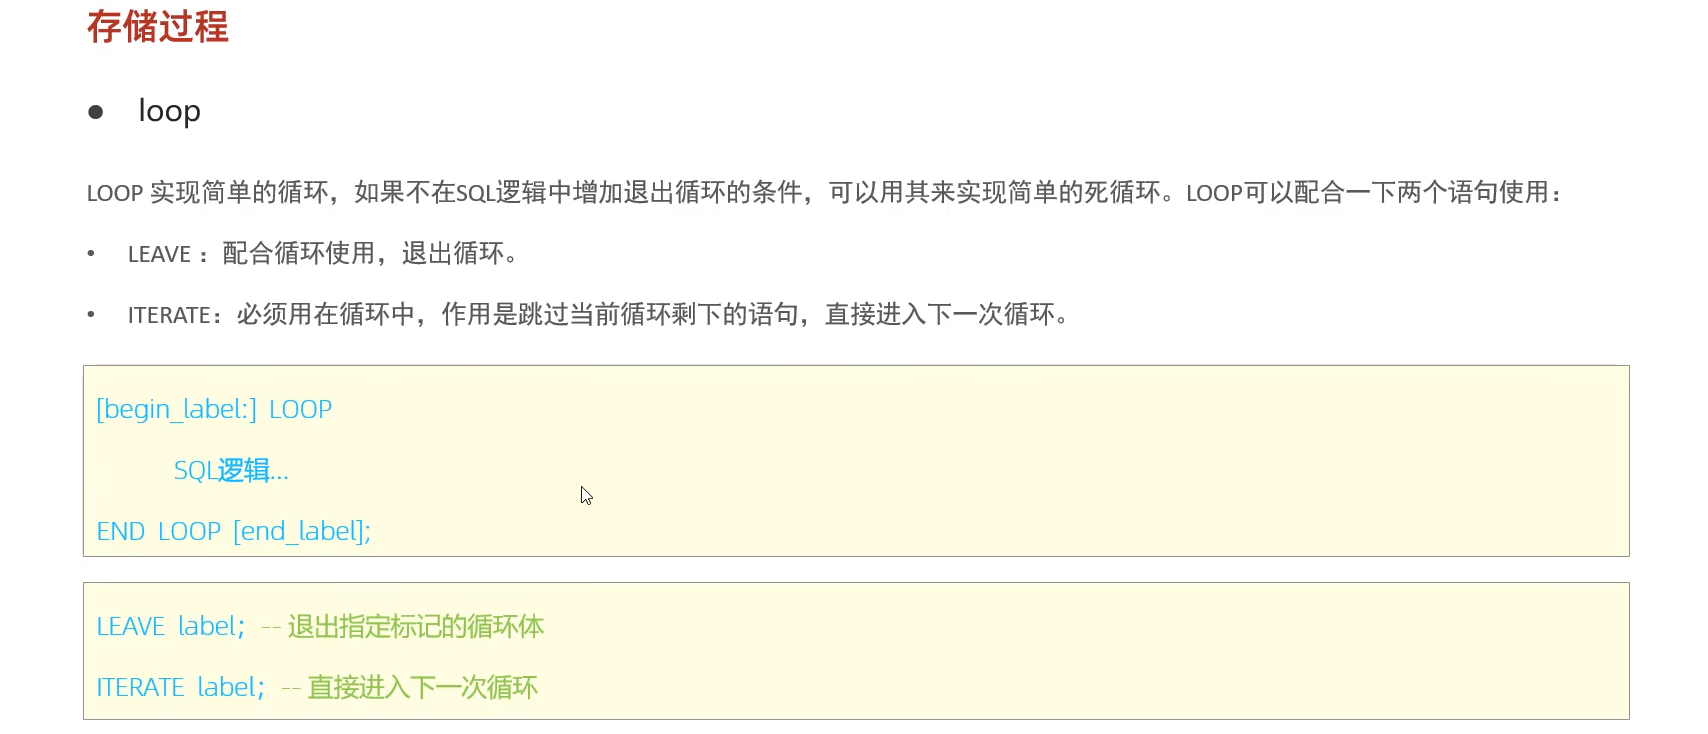 存储过程
● loop
LOOP 实现简单的循环，如果不在SQL逻辑中增加退出循环的条件，可以用其来实现简单的死循环。LOOP可以配合一下两个语句使用：
• LEAVE ：配合循环使用，退出循环。
• ITERATE：必须用在循环中，作用是跳过当前循环剩下的语句，直接进入下一次循环。
[begin_label:] LOOP
SQL逻辑...
END LOOP [end_label];
LEAVE label; -- 退出指定标记的循环体
ITERATE label; -- 直接进入下一次循环